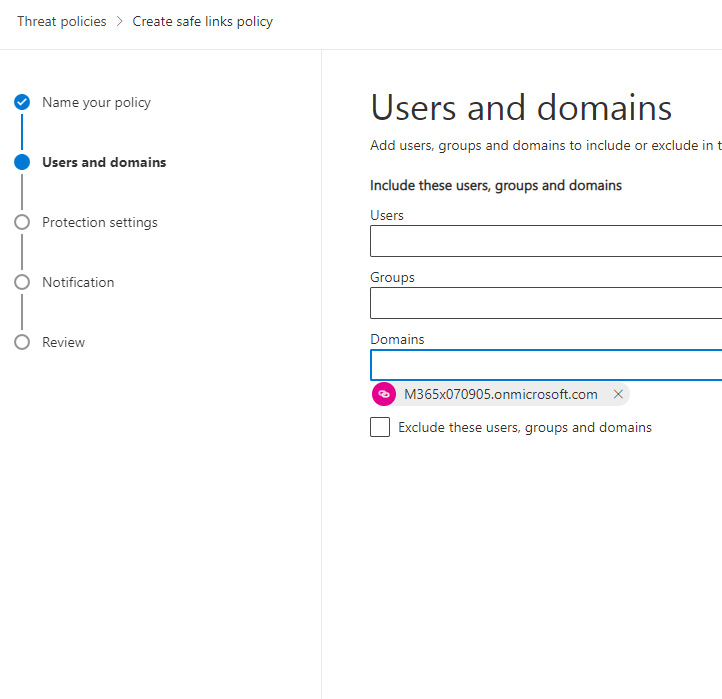 Threat policies > Create safe links policy
Name your policy
Users and domains
Protection settings
Notification
Review
Users and domains
Add users, groups and domains to include or exclude in t
Include these users, groups and domains
Users
Groups
Domains
M365x070905.onmicrosoft.com
Exclude these users, groups and domains